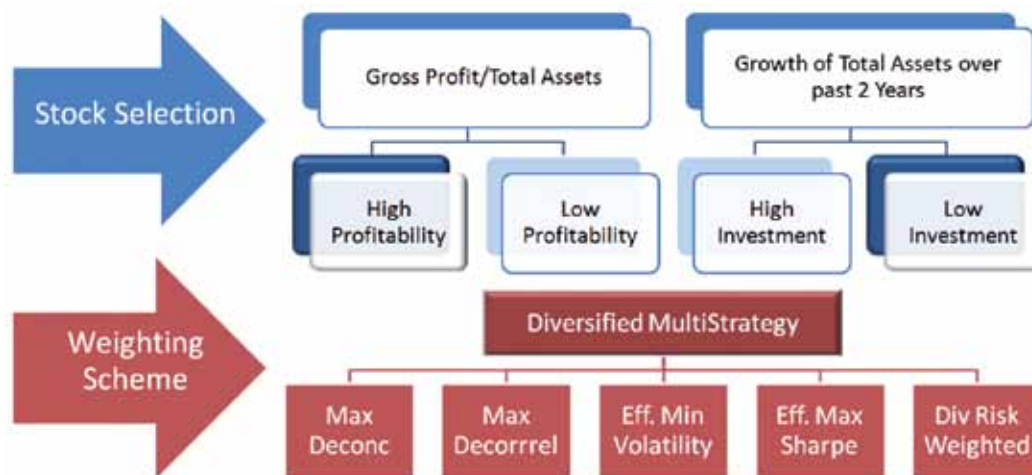 Stock Selection
Gross Profit/Total Assets
Growth of Total Assets over
past 2 Years
High
Profitability
Low
Profitability
High
Investment
Low
Investment
Weighting
Scheme
Diversified MultiStrategy
Max
Deconc
Max
Decorrrel
Eff. Min
Volatility
Eff. Max
Sharpe
Div Risk
Weighted